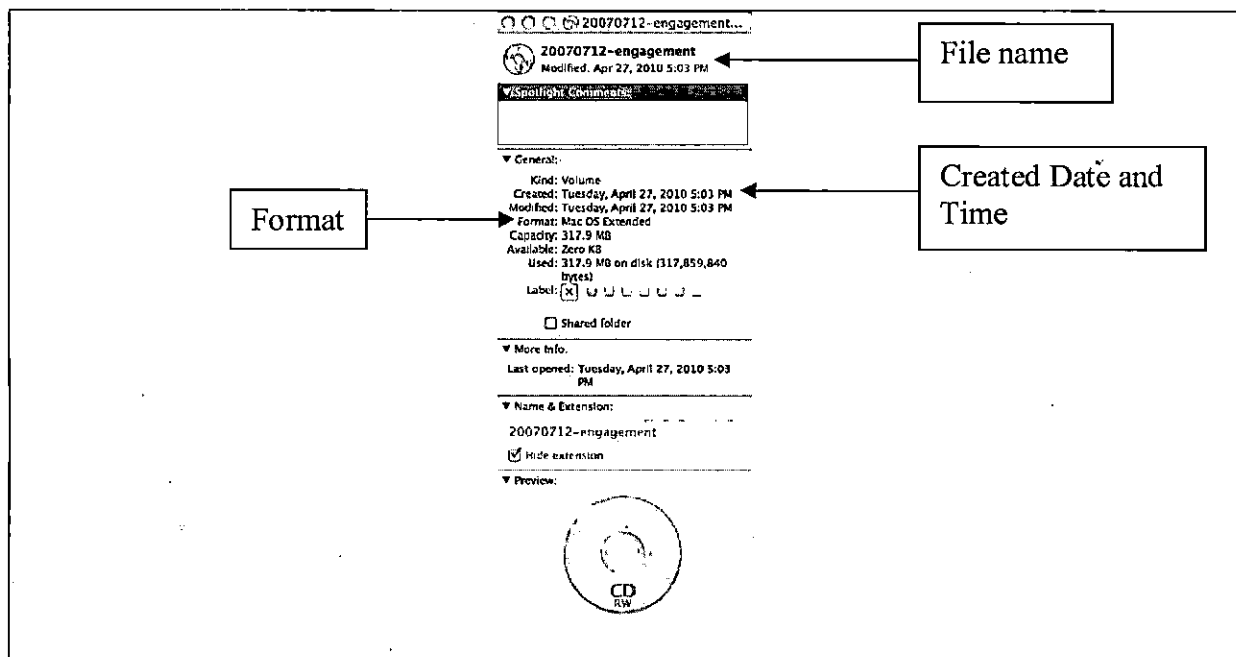 20070712-engagement...
20070712-engagement
Modified. Apr 27, 2010 5:03 PM
File name
▼ Spotlight Comments:
▼ General:
Kind: Volume
Created: Tuesday, April 27, 2010 5:03 PM
Created Date and
Time
Modified: Tuesday, April 27, 2010 5:03 PM
Format
Format: Mac OS Extended
Capacity: 317.9 MB
Available: Zero KB
Used: 317.9 MB on disk (317,859,840
bytes)
Label:
Shared folder
▼ More Info.
Last opened: Tuesday, April 27, 2010 5:03
PM
▼ Name & Extension:
20070712-engagement
Hide extension
▼ Preview:
CD
RW